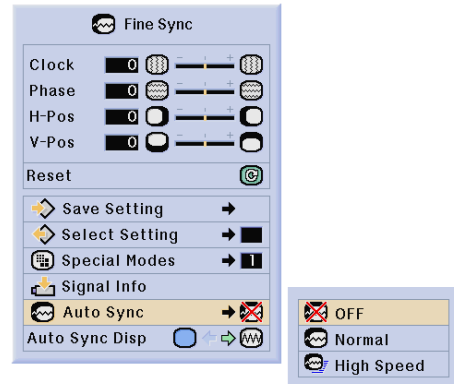 Fine Sync
Clock 0 - +
Phase 0 - +
H-Pos 0 - +
V-Pos 0 - +
Reset
Save Setting
Select Setting
Special Modes 1
Signal Info
Auto Sync
Auto Sync Disp
OFF
Normal
High Speed